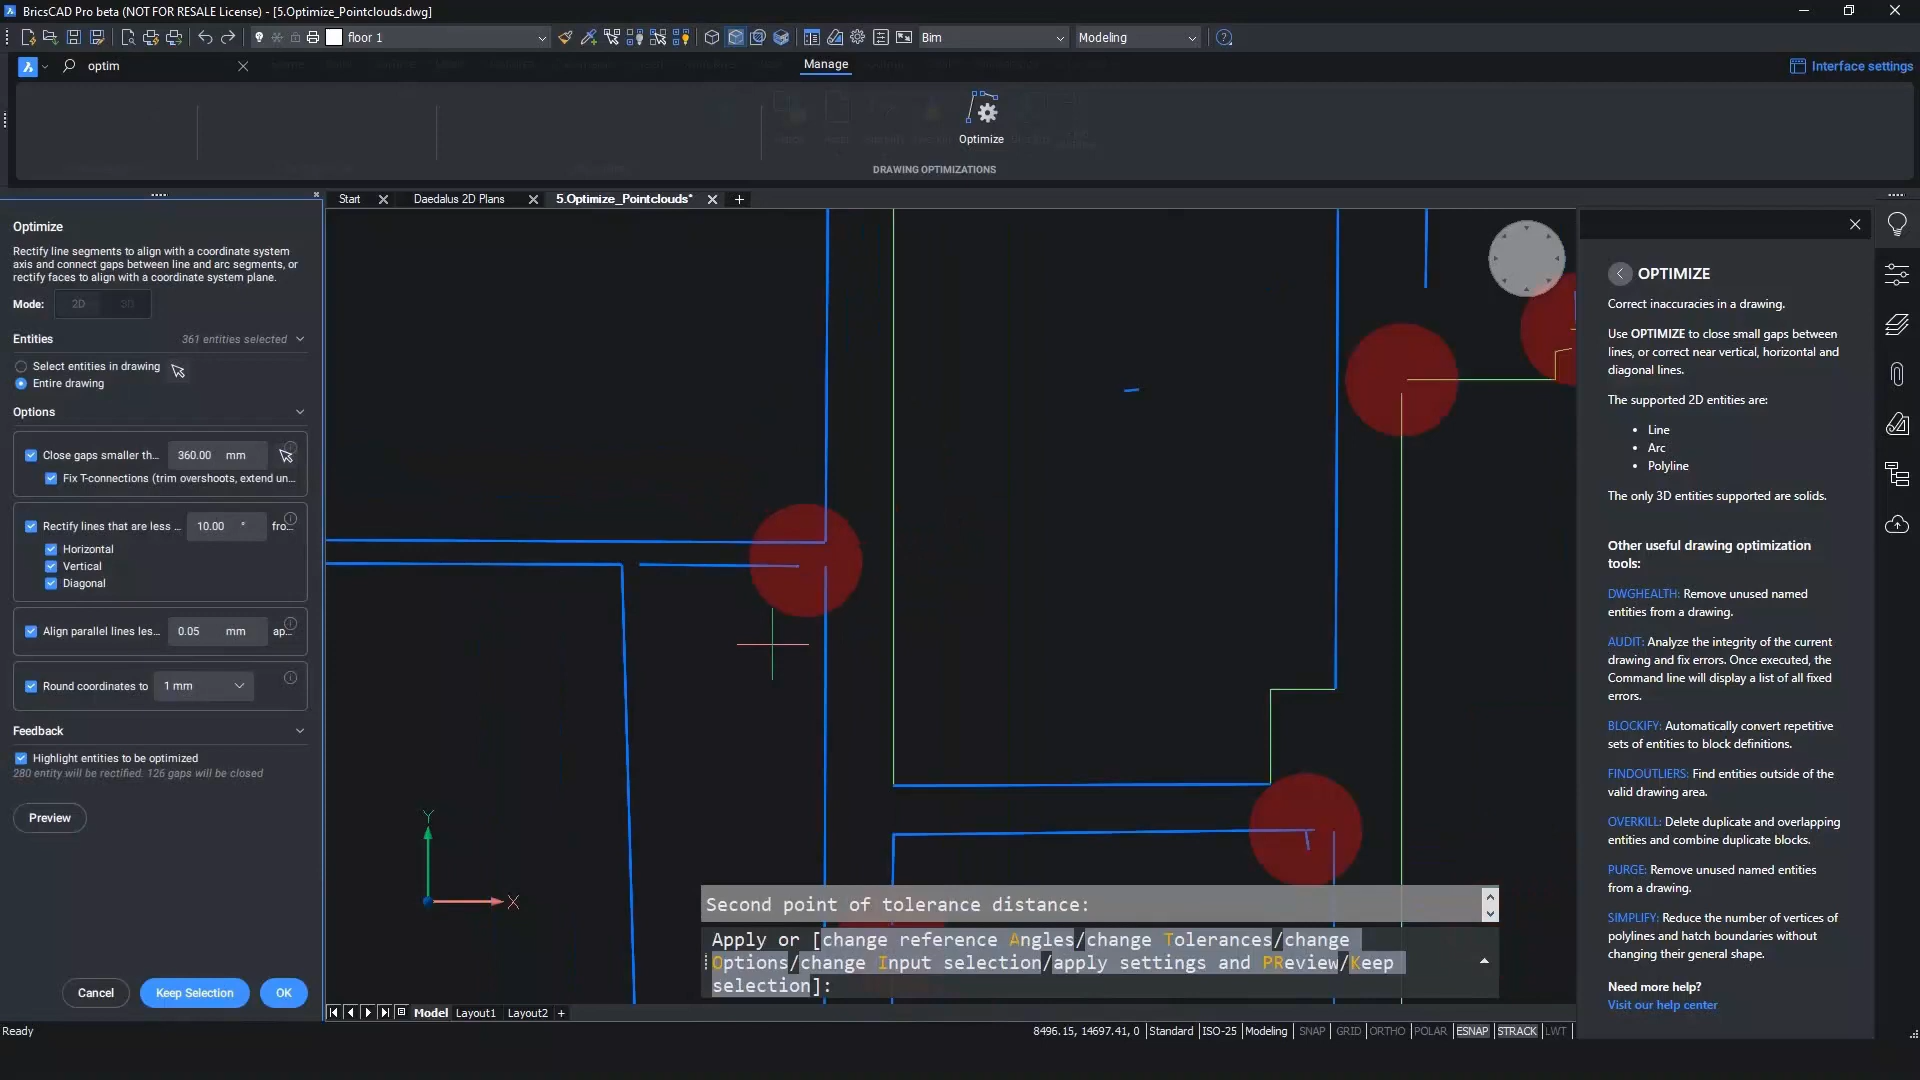 BricsCAD Pro beta (NOT FOR RESALE License) - [5.Optimize_Pointclouds.dwg]
floor 1
Bim
Modeling
optim
Manage
Interface settings
Optimize
DRAWING OPTIMIZATIONS
Start
Daedalus 2D Plans
5.Optimize_Pointclouds*
Optimize
Rectify line segments to align with a coordinate system
axis and connect gaps between line and arc segments, or
rectify faces to align with a coordinate system plane.
Mode: 2D 3D
Entities 361 entities selected
Select entities in drawing
Entire drawing
Options
Close gaps smaller th... 360.00 mm
Fix T-connections (trim overshoots, extend un...
Rectify lines that are less ... 10.00 ° fro...
Horizontal
Vertical
Diagonal
Align parallel lines les... 0.05 mm ap...
Round coordinates to 1 mm
Feedback
Highlight entities to be optimized
280 entity will be rectified. 126 gaps will be closed
Preview
Cancel
Keep Selection
OK
Y
X
Second point of tolerance distance:
Apply or [change reference Angles/change Tolerances/change
Options/change Input selection/apply settings and PReview/Keep
selection]:
Model
Layout1
Layout2
OPTIMIZE
Correct inaccuracies in a drawing.
Use OPTIMIZE to close small gaps between
lines, or correct near vertical, horizontal and
diagonal lines.
The supported 2D entities are:
• Line
• Arc
• Polyline
The only 3D entities supported are solids.
Other useful drawing optimization
tools:
DWGHEALTH: Remove unused named
entities from a drawing.
AUDIT: Analyze the integrity of the current
drawing and fix errors. Once executed, the
Command line will display a list of all fixed
errors.
BLOCKIFY: Automatically convert repetitive
sets of entities to block definitions.
FINDOUTLIERS: Find entities outside of the
valid drawing area.
OVERKILL: Delete duplicate and overlapping
entities and combine duplicate blocks.
PURGE: Remove unused named entities
from a drawing.
SIMPLIFY: Reduce the number of vertices of
polylines and hatch boundaries without
changing their general shape.
Need more help?
Visit our help center
Ready
8496.15, 14697.41, 0 Standard ISO-25 Modeling SNAP GRID ORTHO POLAR ESNAP STRACK LWT